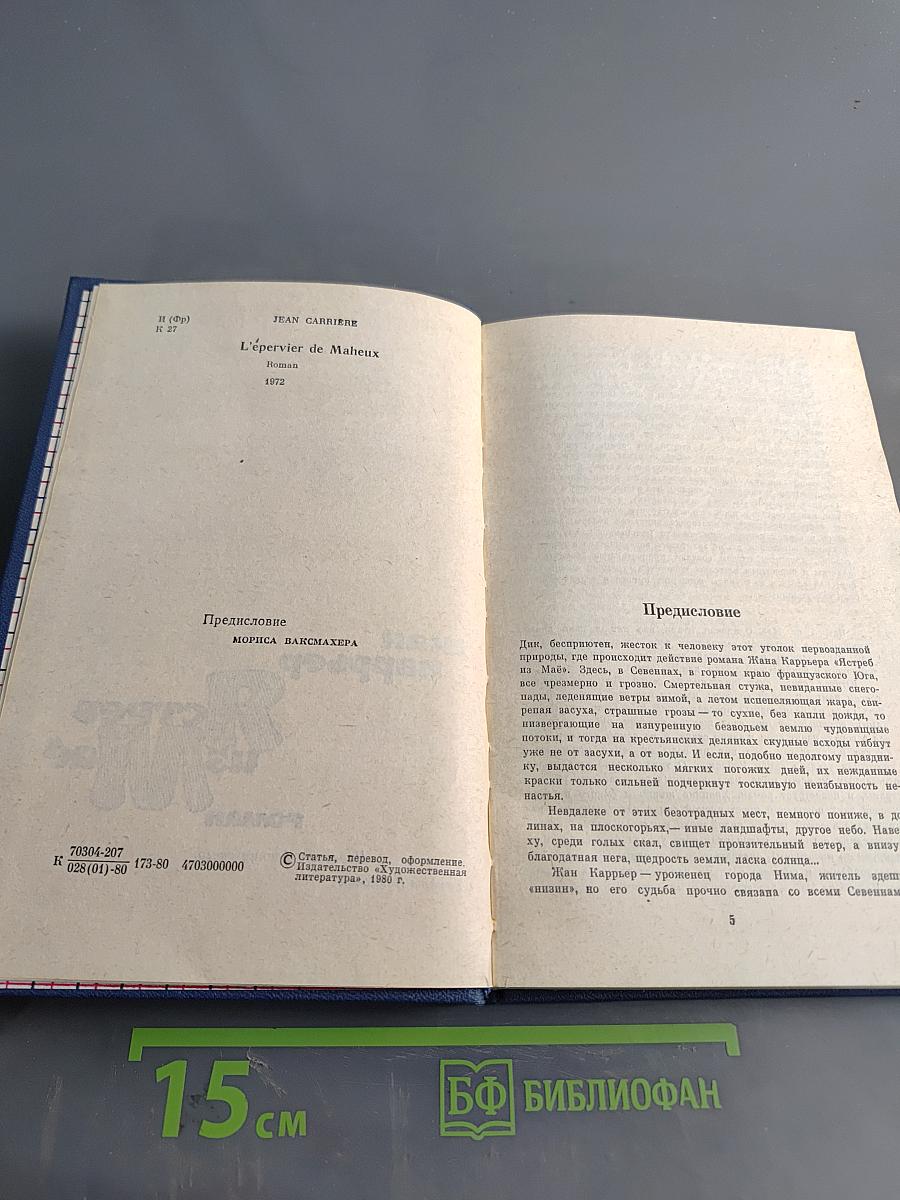 И (Фр)
К 27
JEAN CARRIÈRE
L'épervier de Maheux
Roman
1972
Предисловие
МОРИСА ВАКСМАХЕРА
К 70304-207
028(01)-80 173-80 4703000000
© Статья, перевод, оформление.
Издательство «Художественная
литература», 1980 г.
Предисловие
Дик, бесприютен, жесток к человеку этот уголок первозданной
природы, где происходит действие романа Жана Каррьера «Ястреб
из Маё». Здесь, в Севеннах, в горном краю французского Юга,
все чрезмерно и грозно. Смертельная стужа, невиданные снего-
пады, леденящие ветры зимой, а летом испепеляющая жара, сви-
репая засуха, страшные грозы — то сухие, без капли дождя, то
низвергающие на изнуренную безводьем землю чудовищные
потоки, и тогда на крестьянских делянках скудные всходы гибнут
уже не от засухи, а от воды. И если, подобно недолгому праздни-
ку, выдастся несколько мягких погожих дней, их нежданные
краски только сильней подчеркнут тоскливую неизбывность не-
настья.
Невдалеке от этих безотрадных мест, немного пониже, в до
линах, на плоскогорьях,— иные ландшафты, другое небо. Наве
ху, среди голых скал, свищет пронзительный ветер, а внизу
благодатная нега, щедрость земли, ласка солнца...
Жан Каррьер — уроженец города Нима, житель здеш
«низин», но его судьба прочно связана со всеми Севеннам
5
15 см
БФ БИБЛИОФАН